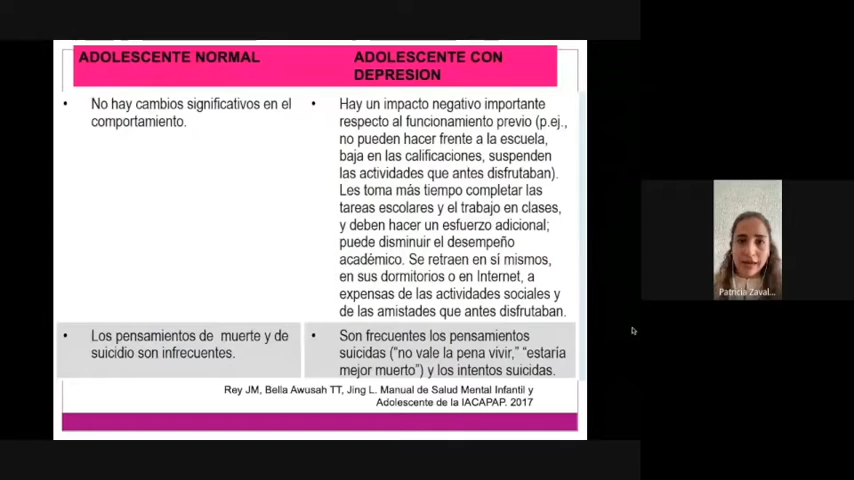 ADOLESCENTE NORMAL
ADOLESCENTE CON
DEPRESION
• No hay cambios significativos en el
comportamiento.
• Hay un impacto negativo importante
respecto al funcionamiento previo (p.ej.,
no pueden hacer frente a la escuela,
baja en las calificaciones, suspenden
las actividades que antes disfrutaban).
Les toma más tiempo completar las
tareas escolares y el trabajo en clases,
y deben hacer un esfuerzo adicional;
puede disminuir el desempeño
académico. Se retraen en sí mismos,
en sus dormitorios o en Internet, a
expensas de las actividades sociales y
de las amistades que antes disfrutaban.
• Los pensamientos de muerte y de
suicidio son infrecuentes.
• Son frecuentes los pensamientos
suicidas (“no vale la pena vivir,” “estaría
mejor muerto”) y los intentos suicidas.
Rey JM, Bella Awusah TT, Jing L. Manual de Salud Mental Infantil y
Adolescente de la IACAPAP. 2017
Patricia Zaval...